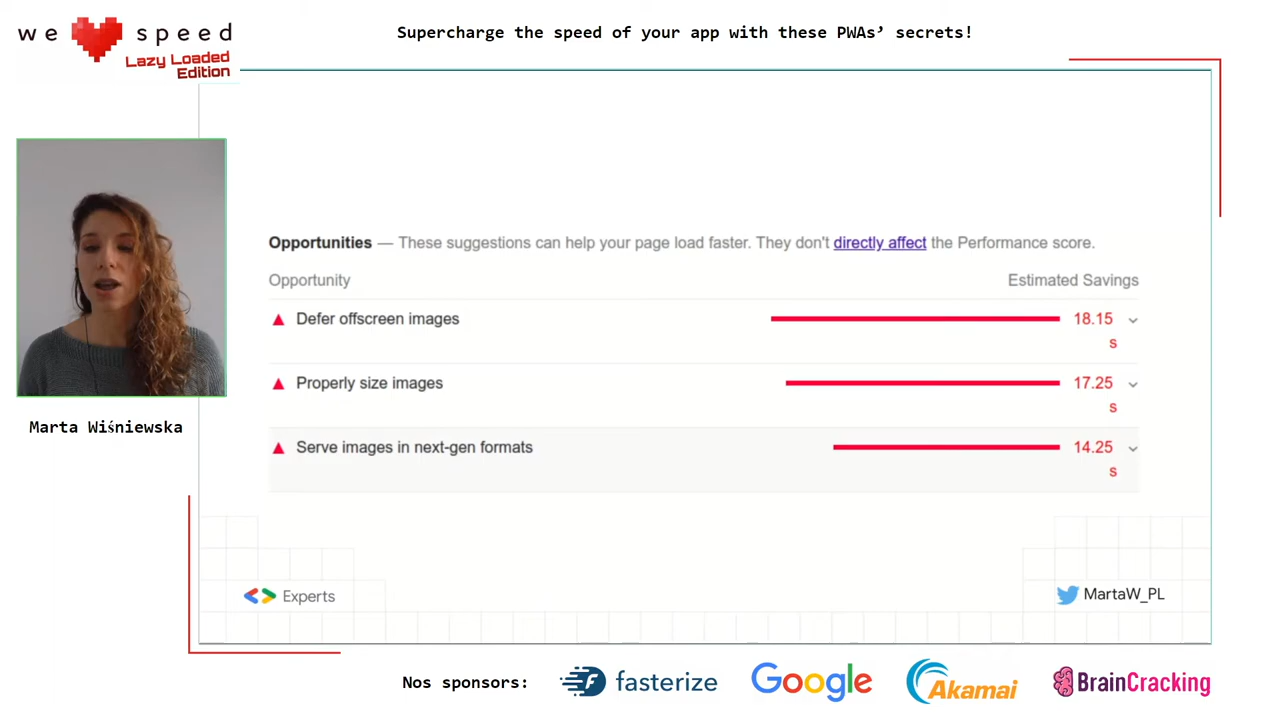 we speed
Lazy Loaded
Edition
Supercharge the speed of your app with these PWAs’ secrets!
Marta Wiśniewska
Opportunities — These suggestions can help your page load faster. They don't directly affect the Performance score.
Opportunity Estimated Savings
Defer offscreen images 18.15
s
Properly size images 17.25
s
Serve images in next-gen formats 14.25
s
Experts
MartaW_PL
Nos sponsors: fasterize Google Akamai BrainCracking